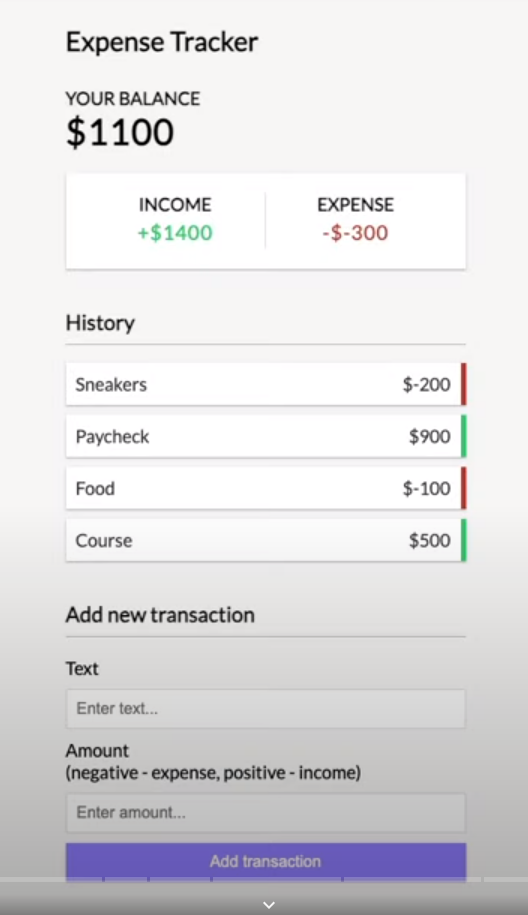 Expense Tracker
YOUR BALANCE
$1100
INCOME EXPENSE
+$1400 -$-300
History
Sneakers $-200
Paycheck $900
Food $-100
Course $500
Add new transaction
Text
Enter text...
Amount
(negative - expense, positive - income)
Enter amount...
Add transaction